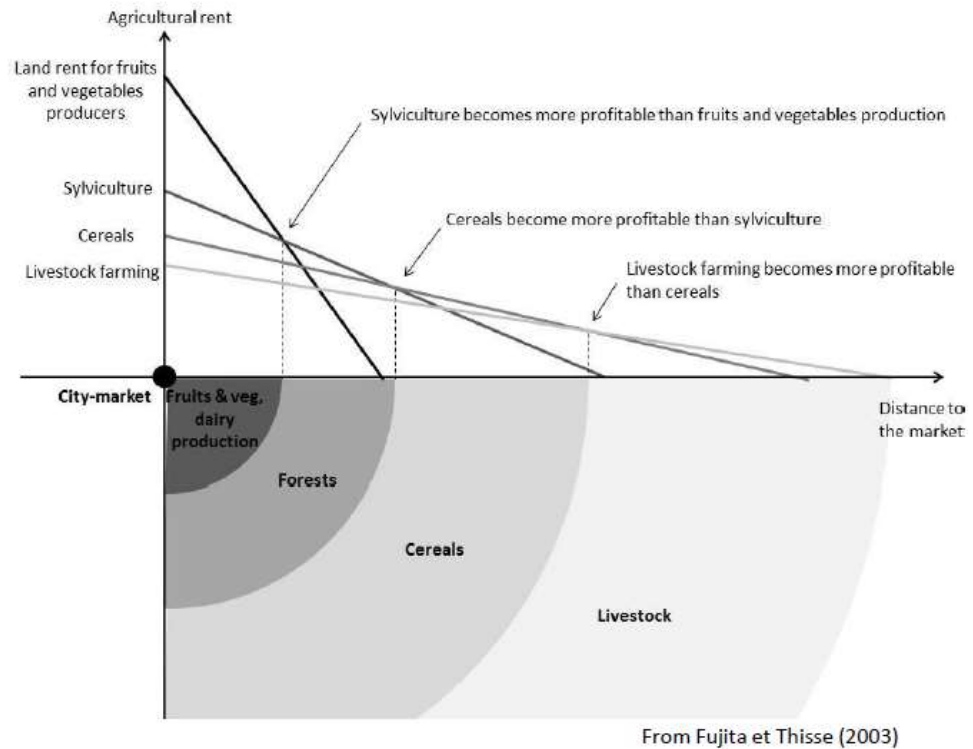 Agricultural rent
Land rent for fruits
and vegetables
producers
Sylviculture becomes more profitable than fruits and vegetables production
Sylviculture
Cereals become more profitable than sylviculture
Cereals
Livestock farming becomes more profitable
than cereals
Livestock farming
City-market
Fruits & veg,
dairy
production
Distance to
the market
Forests
Cereals
Livestock
From Fujita et Thisse (2003)